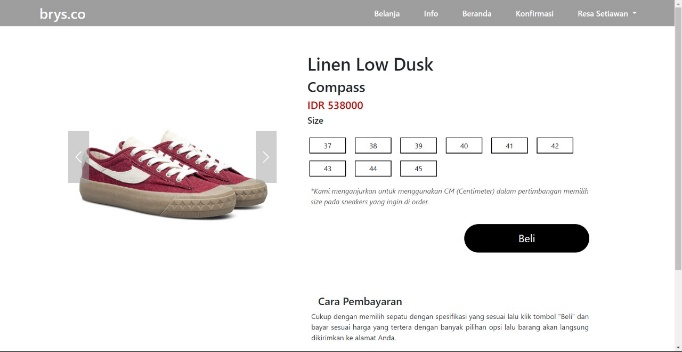 brys.co
Belanja Info Beranda Konfirmasi Resa Setiawan
Linen Low Dusk
Compass
IDR 538000
Size
37 38 39 40 41 42
43 44 45
*Kami menganjurkan untuk menggunakan CM (Centimeter) dalam pertimbangan memilih
size pada sneakers yang ingin di order.
Beli
Cara Pembayaran
Cukup dengan memilih sepatu dengan spesifikasi yang sesuai lalu klik tombol "Beli" dan
bayar sesuai harga yang tertera dengan banyak pilihan opsi lalu barang akan langsung
dikirimkan ke alamat Anda.